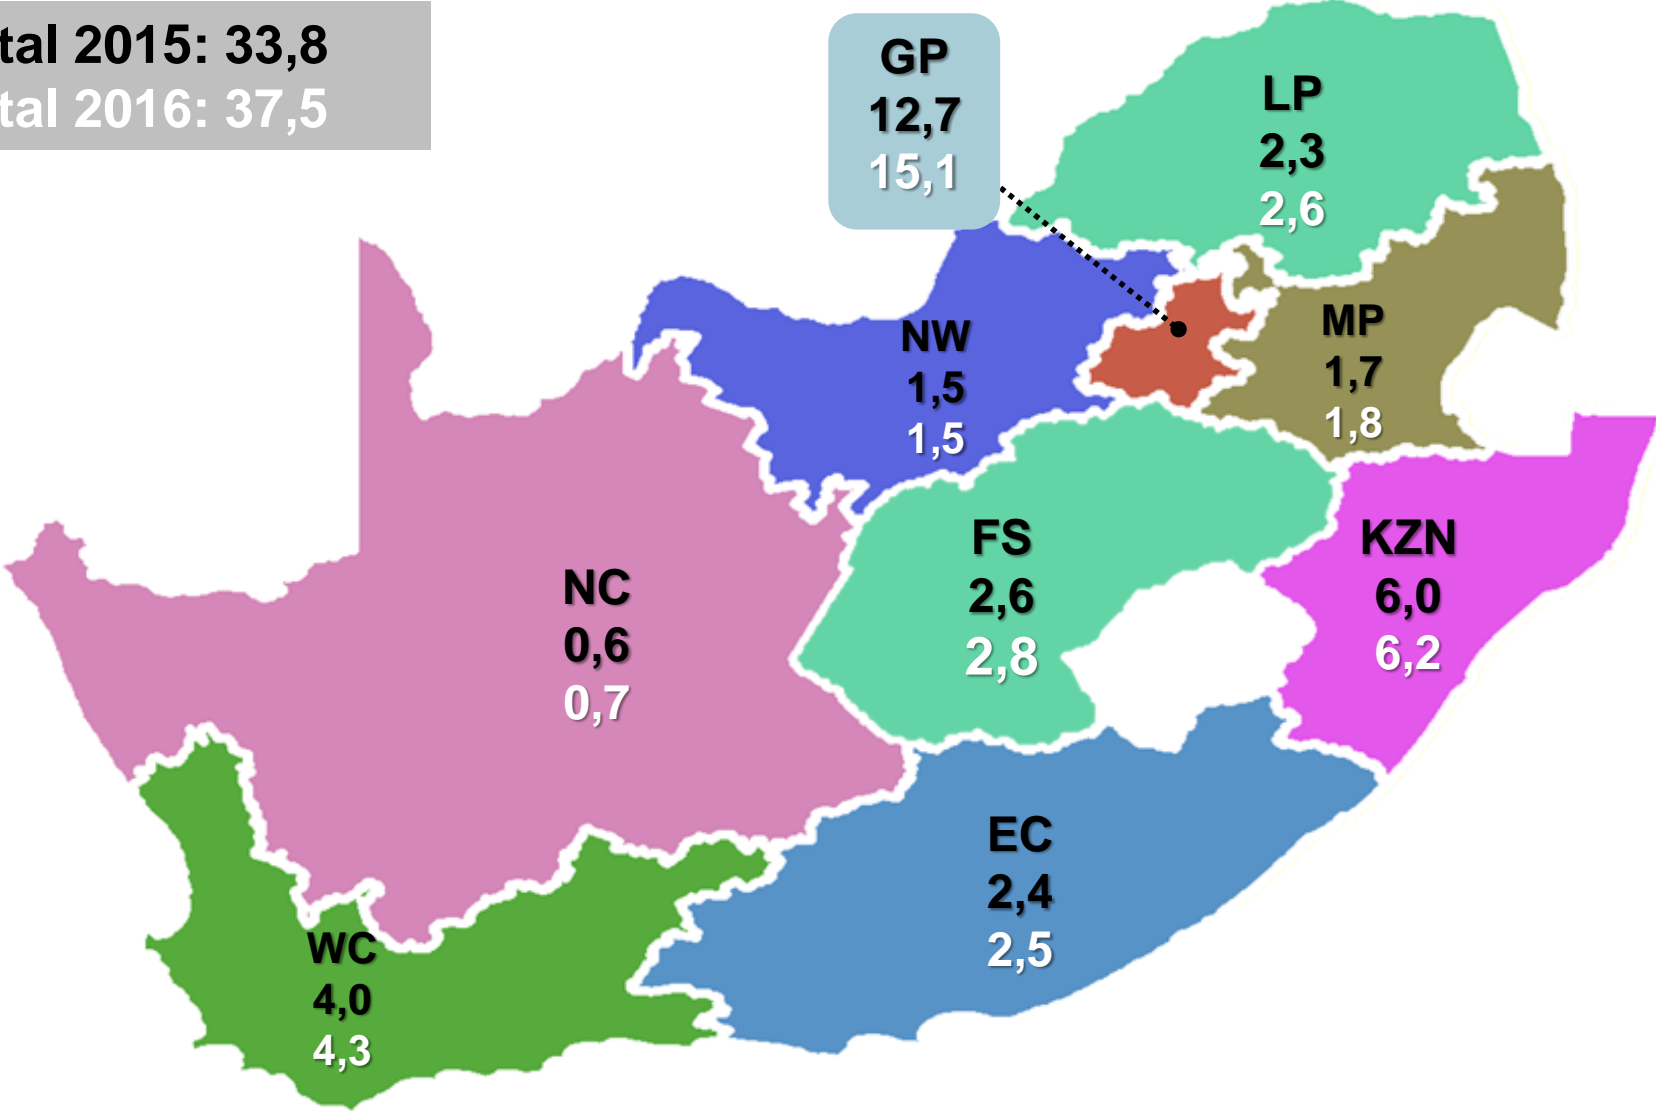 tal 2015: 33,8
tal 2016: 37,5
GP
12,7
15,1
LP
2,3
2,6
NW
1,5
1,5
MP
1,7
1,8
FS
2,6
2,8
KZN
6,0
6,2
NC
0,6
0,7
EC
2,4
2,5
WC
4,0
4,3